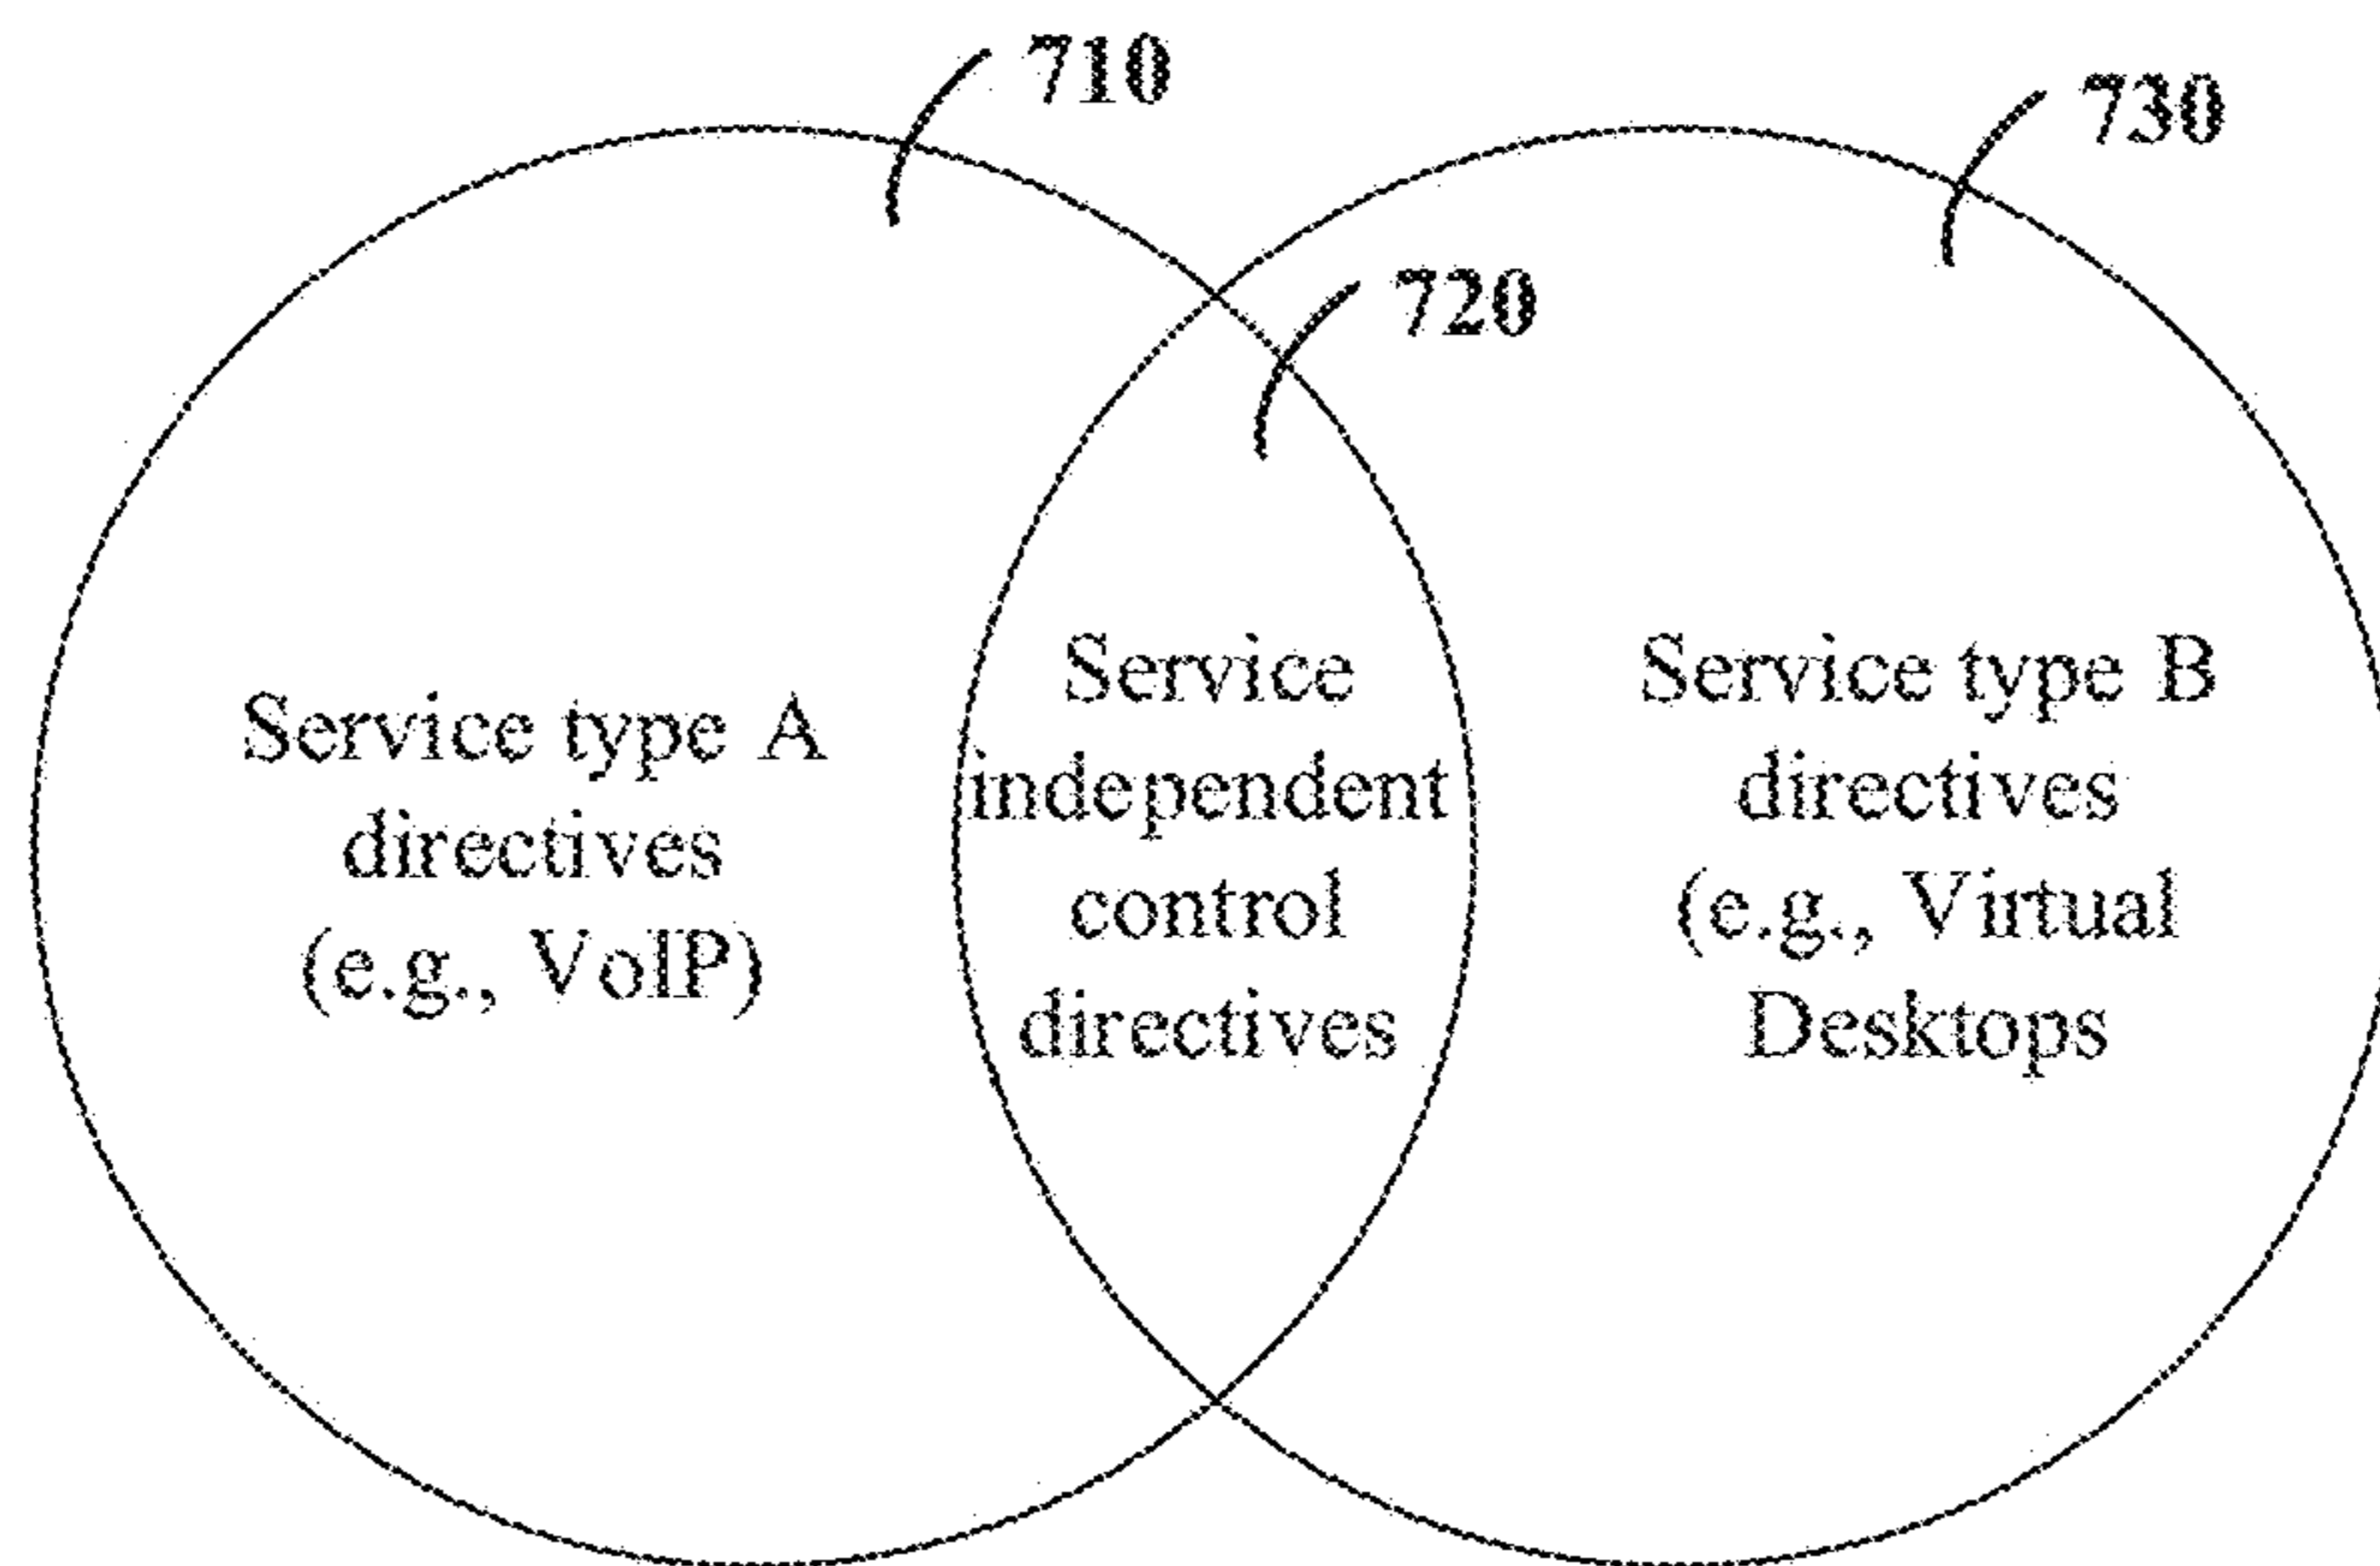 710
730
720
Service type A
directives
(e.g., VoIP)
Service
independent
control
directives
Service type B
directives
(e.g., Virtual
Desktops